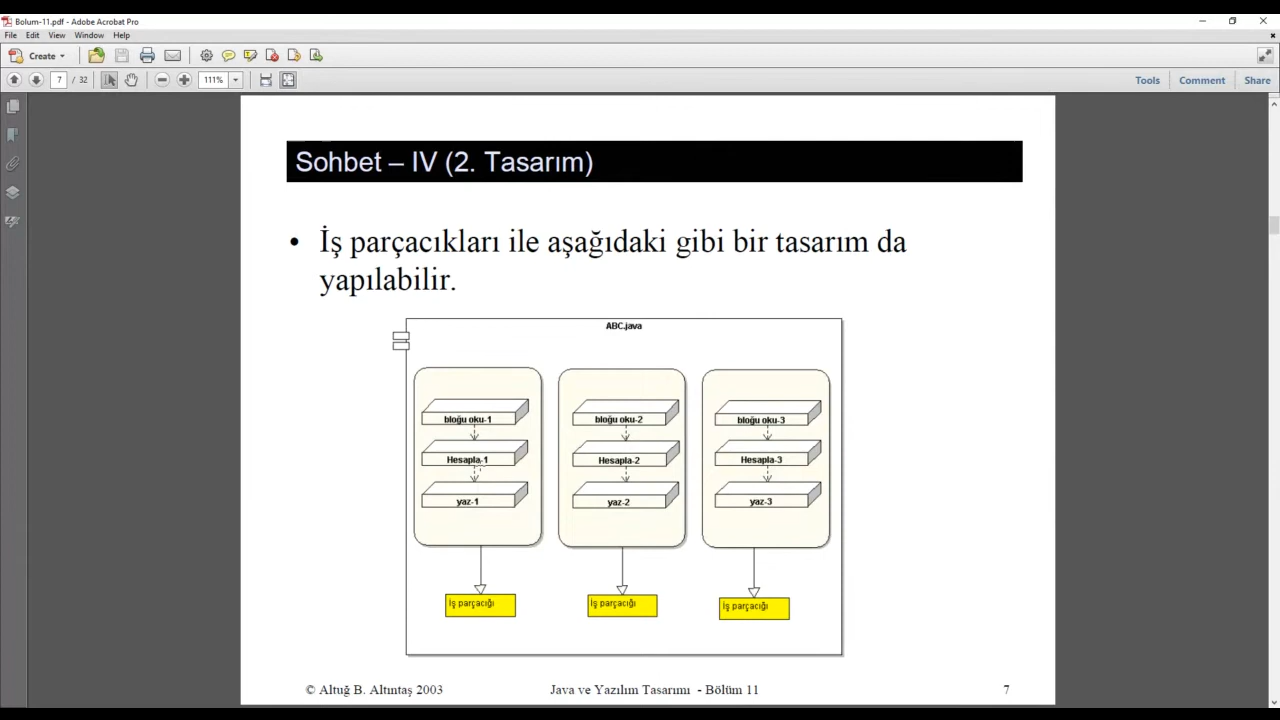 Bolum-11.pdf - Adobe Acrobat Pro
File Edit View Window Help
Create
7 / 32 111% Tools Comment Share
Sohbet – IV (2. Tasarım)
• İş parçacıkları ile aşağıdaki gibi bir tasarım da
yapılabilir.
ABC.java
bloğu oku-1 bloğu oku-2 bloğu oku-3
Hesapla-1 Hesapla-2 Hesapla-3
yaz-1 yaz-2 yaz-3
İş parçacığı İş parçacığı İş parçacığı
© Altuğ B. Altıntaş 2003 Java ve Yazılım Tasarımı - Bölüm 11 7